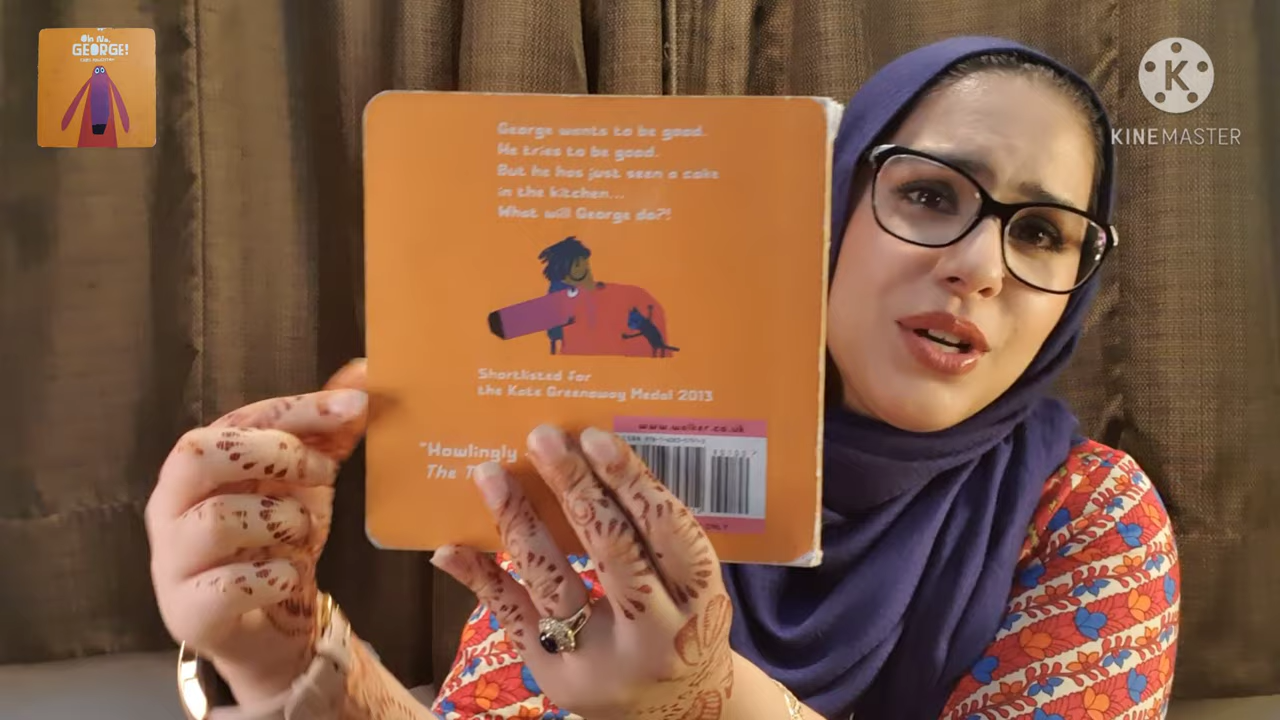 Oh No,
GEORGE!
George wants to be good.
He tries to be good.
But he has just seen a cake
in the kitchen...
What will George do?!
Shortlisted for
the Kate Greenaway Medal 2013
www.walker.co.uk
"Howlingly
The
ONLY
K
KINEMASTER